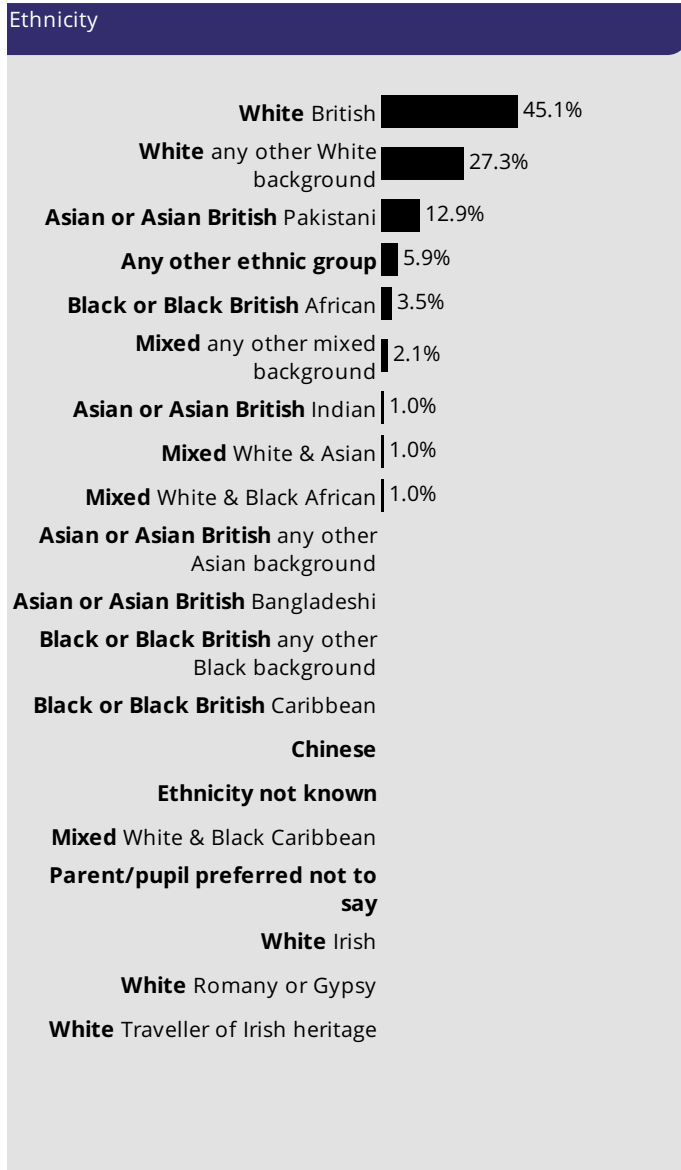 Ethnicity
White British 45.1%
White any other White
background 27.3%
Asian or Asian British Pakistani 12.9%
Any other ethnic group 5.9%
Black or Black British African 3.5%
Mixed any other mixed
background 2.1%
Asian or Asian British Indian 1.0%
Mixed White & Asian 1.0%
Mixed White & Black African 1.0%
Asian or Asian British any other
Asian background
Asian or Asian British Bangladeshi
Black or Black British any other
Black background
Black or Black British Caribbean
Chinese
Ethnicity not known
Mixed White & Black Caribbean
Parent/pupil preferred not to
say
White Irish
White Romany or Gypsy
White Traveller of Irish heritage